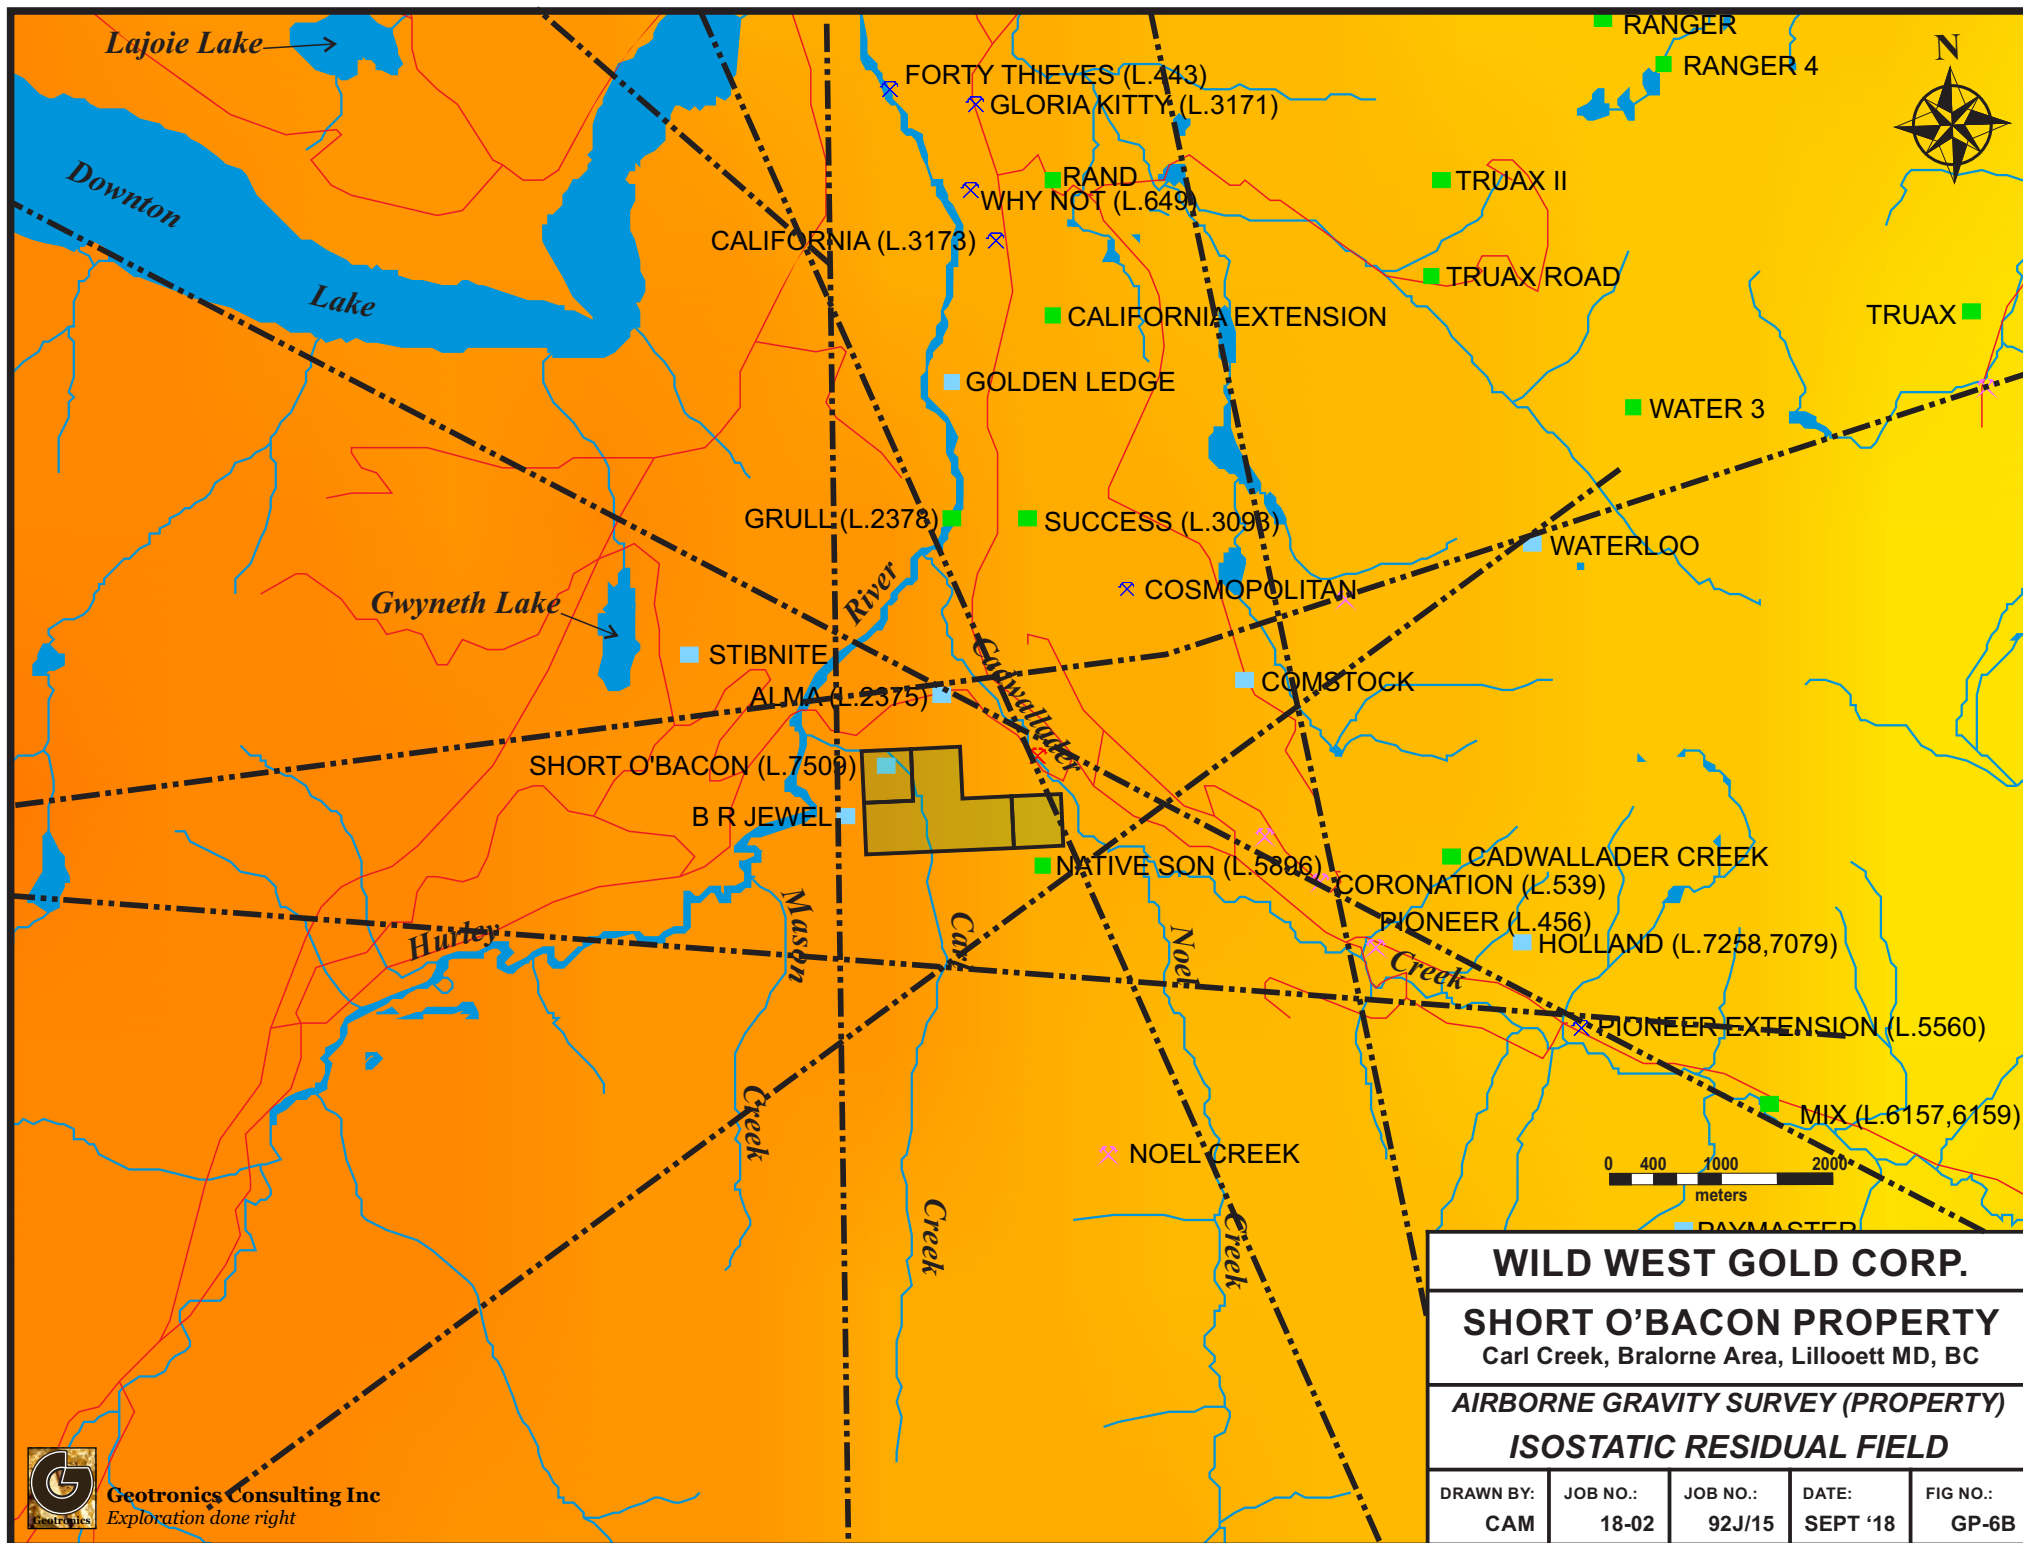 Lajoie Lake
RANGER
N
FORTY THIEVES (L.443)
RANGER 4
GLORIA KITTY (L.3171)
Downton
RAND
TRUAX II
WHY NOT (L.649)
CALIFORNIA (L.3173)
TRUAX ROAD
Lake
CALIFORNIA EXTENSION
TRUAX
GOLDEN LEDGE
WATER 3
GRULL (L.2378)
SUCCESS (L.3093)
WATERLOO
River
Gwyneth Lake
COSMOPOLITAN
STIBNITE
Cadwallader
COMSTOCK
ALMA (L.2375)
SHORT O'BACON (L.7509)
B R JEWEL
NATIVE SON (L.5896)
CADWALLADER CREEK
CORONATION (L.539)
Mason
Carl
Noel
PIONEER (L.456)
Hurley
HOLLAND (L.7258,7079)
Creek
PIONEER EXTENSION (L.5560)
Creek
MIX (L.6157,6159)
NOEL CREEK
0 400 1000 2000
meters
Creek
Creek
PAYMASTER
WILD WEST GOLD CORP.
SHORT O’BACON PROPERTY
Carl Creek, Bralorne Area, Lillooett MD, BC
AIRBORNE GRAVITY SURVEY (PROPERTY)
ISOSTATIC RESIDUAL FIELD
DRAWN BY: JOB NO.: JOB NO.: DATE: FIG NO.:
CAM 18-02 92J/15 SEPT ‘18 GP-6B
Geotronics Consulting Inc
Exploration done right
Geotronics